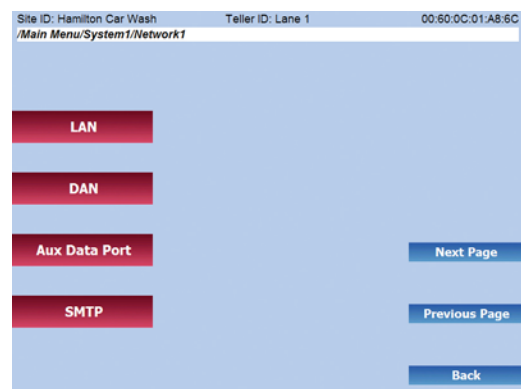 Site ID: Hamilton Car Wash Teller ID: Lane 1 00:60:0C:01:A8:6C
/Main Menu/System1/Network1
LAN
DAN
Aux Data Port
Next Page
SMTP
Previous Page
Back